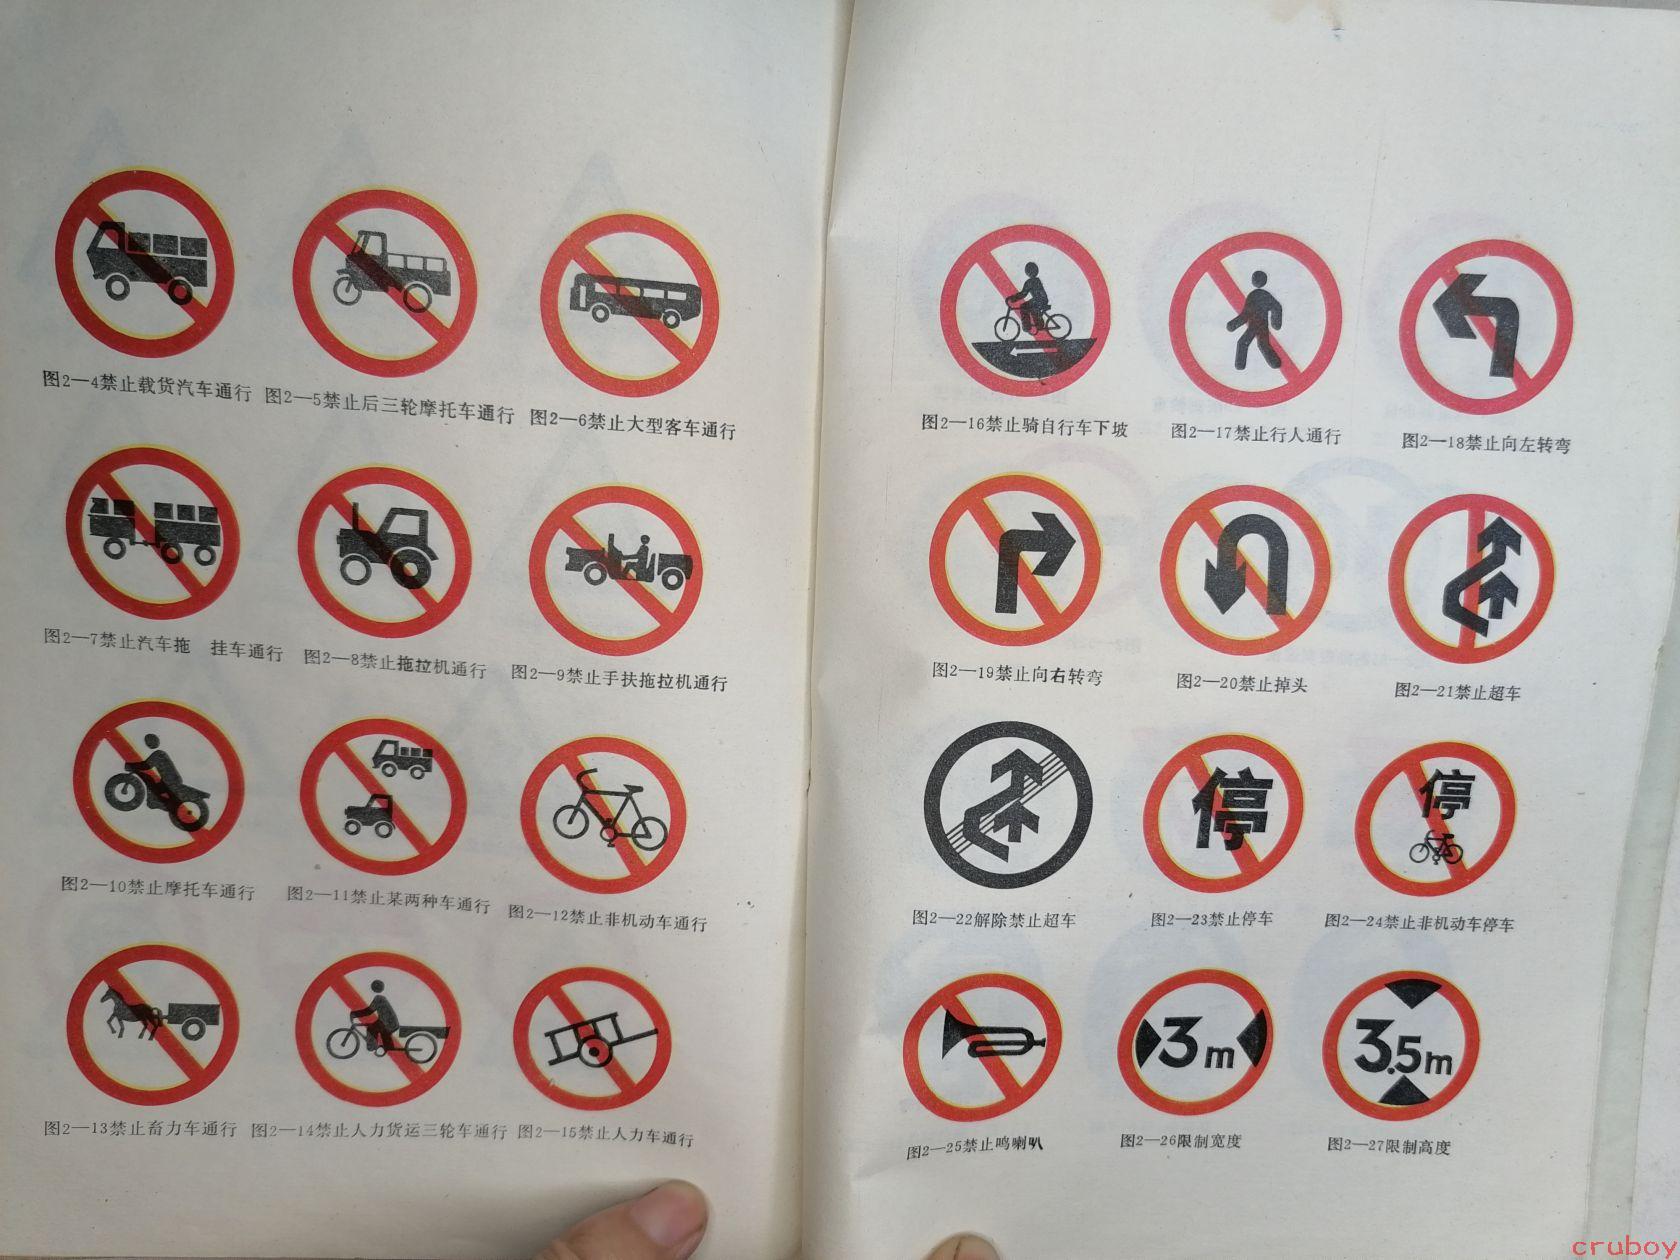 图2—4禁止载货汽车通行
图2—5禁止后三轮摩托车通行
图2—6禁止大型客车通行
图2—7禁止汽车拖　挂车通行
图2—8禁止拖拉机通行
图2—9禁止手扶拖拉机通行
图2—10禁止摩托车通行
图2—11禁止某两种车通行
图2—12禁止非机动车通行
图2—13禁止畜力车通行
图2—14禁止人力货运三轮车通行
图2—15禁止人力车通行
图2—16禁止骑自行车下坡
图2—17禁止行人通行
图2—18禁止向左转弯
图2—19禁止向右转弯
图2—20禁止掉头
图2—21禁止超车
停
停
图2—22解除禁止超车
图2—23禁止停车
图2—24禁止非机动车停车
3m
3.5m
图2—25禁止鸣喇叭
图2—26限制宽度
图2—27限制高度
cruboy